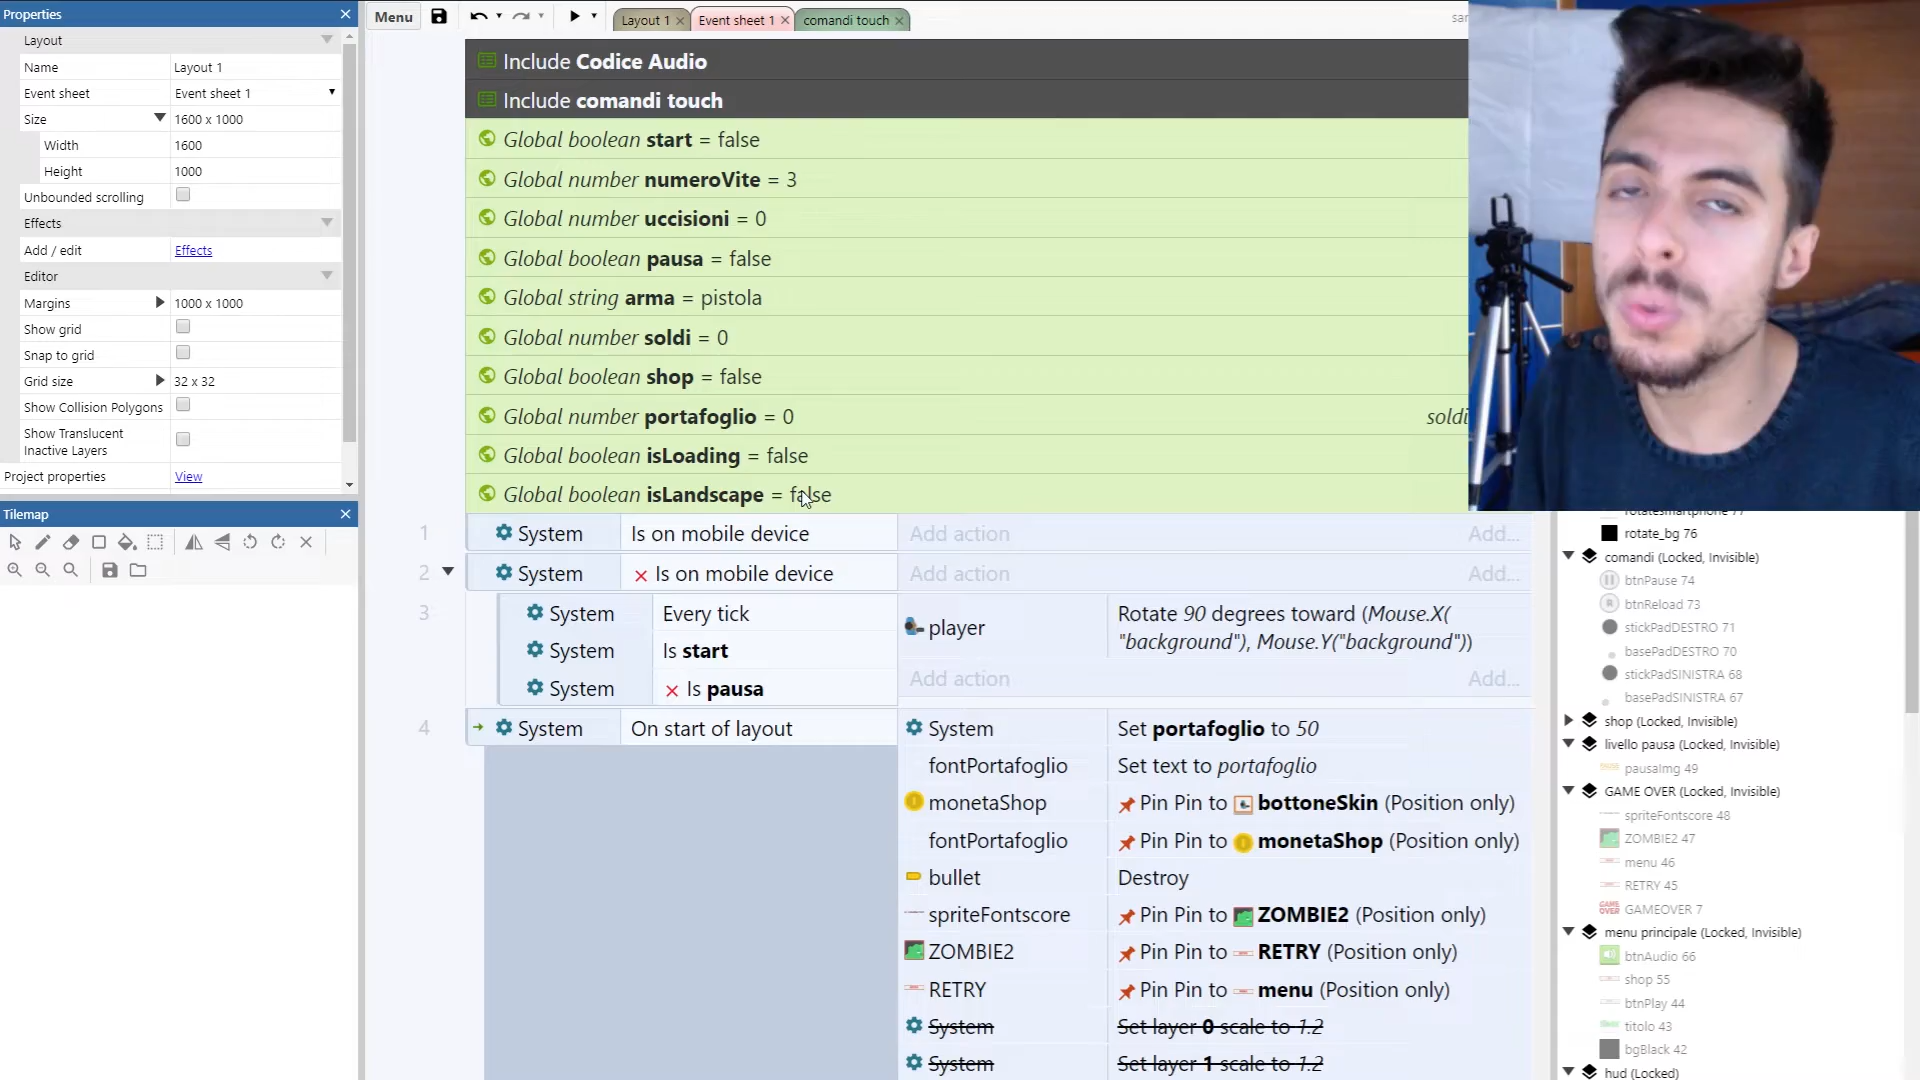 Properties
Layout
Name Layout 1
Event sheet Event sheet 1
Size 1600 x 1000
Width 1600
Height 1000
Unbounded scrolling
Effects
Add / edit Effects
Editor
Margins 1000 x 1000
Show grid
Snap to grid
Grid size 32 x 32
Show Collision Polygons
Show Translucent
Inactive Layers
Project properties View
Tilemap
Menu
Layout 1
Event sheet 1
comandi touch
Include Codice Audio
Include comandi touch
Global boolean start = false
Global number numeroVite = 3
Global number uccisioni = 0
Global boolean pausa = false
Global string arma = pistola
Global number soldi = 0
Global boolean shop = false
Global number portafoglio = 0 soldi
Global boolean isLoading = false
Global boolean isLandscape = false
1 System Is on mobile device Add action Add...
2 System Is on mobile device Add action Add...
3 System Every tick
System Is start
System Is pausa
player Rotate 90 degrees toward (Mouse.X(
"background"), Mouse.Y("background"))
Add action Add...
4 System On start of layout
System Set portafoglio to 50
fontPortafoglio Set text to portafoglio
monetaShop Pin Pin to bottoneSkin (Position only)
fontPortafoglio Pin Pin to monetaShop (Position only)
bullet Destroy
spriteFontscore Pin Pin to ZOMBIE2 (Position only)
ZOMBIE2 Pin Pin to RETRY (Position only)
RETRY Pin Pin to menu (Position only)
System Set layer 0 scale to 1.2
System Set layer 1 scale to 1.2
rotate_bg 76
comandi (Locked, Invisible)
btnPause 74
btnReload 73
stickPadDESTRO 71
basePadDESTRO 70
stickPadSINISTRA 68
basePadSINISTRA 67
shop (Locked, Invisible)
livello pausa (Locked, Invisible)
pausaImg 49
GAME OVER (Locked, Invisible)
spriteFontscore 48
ZOMBIE2 47
menu 46
RETRY 45
GAMEOVER 7
menu principale (Locked, Invisible)
btnAudio 66
shop 55
btnPlay 44
titolo 43
bgBlack 42
hud (Locked)